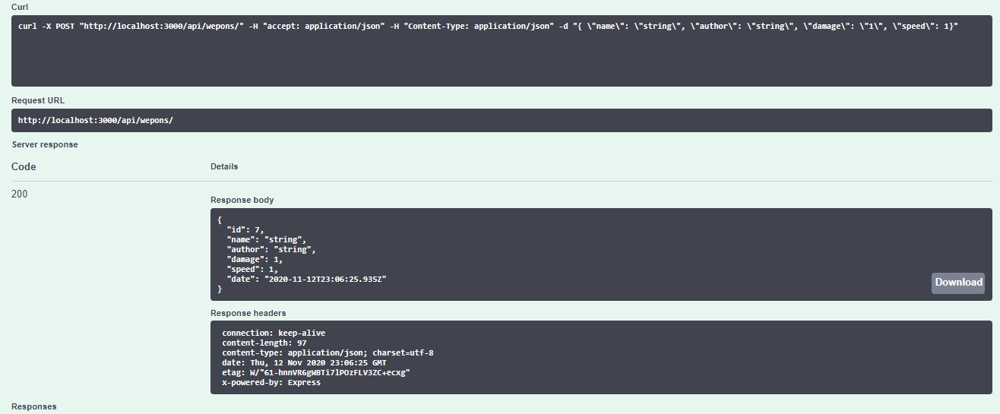 Curl
curl -X POST "http://localhost:3000/api/wepons/" -H "accept: application/json" -H "Content-Type: application/json" -d "{ \"name\": \"string\", \"author\": \"string\", \"damage\": \"1\", \"speed\": 1}"
Request URL
http://localhost:3000/api/wepons/
Server response
Code Details
200
Response body
{
  "id": 7,
  "name": "string",
  "author": "string",
  "damage": 1,
  "speed": 1,
  "date": "2020-11-12T23:06:25.935Z"
}
Download
Response headers
connection: keep-alive
content-length: 97
content-type: application/json; charset=utf-8
date: Thu, 12 Nov 2020 23:06:25 GMT
etag: W/"61-hnnVR6gWBTi7lPOzFLV3ZC+ecxg"
x-powered-by: Express
Responses